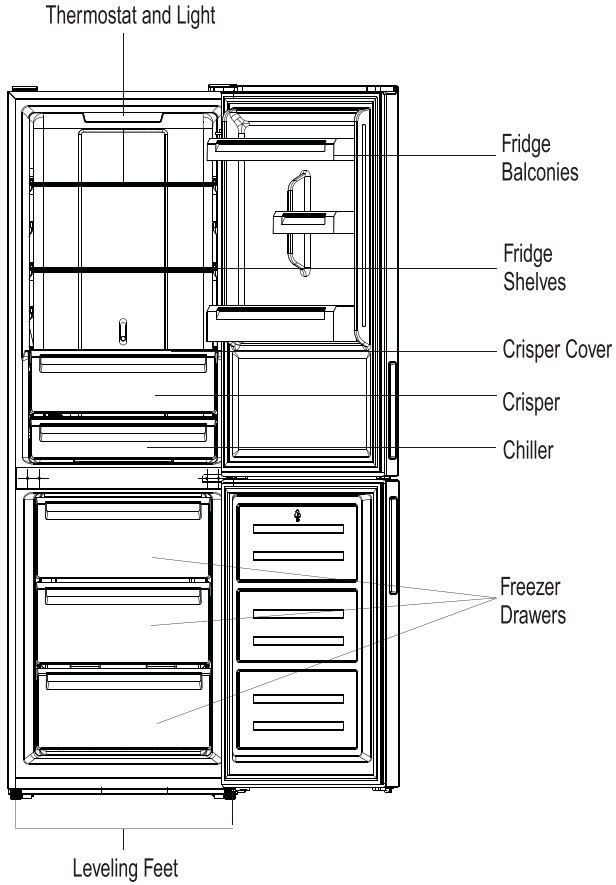 Thermostat and Light
Fridge
Balconies
Fridge
Shelves
Crisper Cover
Crisper
Chiller
Freezer
Drawers
Leveling Feet